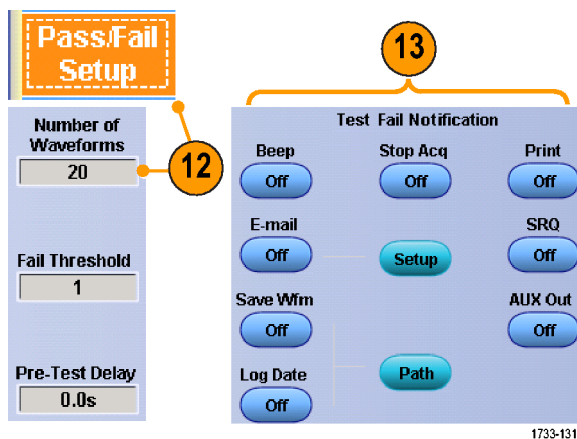 Pass/Fail
Setup
12
Number of
Waveforms
20
Fail Threshold
1
Pre-Test Delay
0.0s
13
Test Fail Notification
Beep
Off
Stop Acq
Off
Print
Off
E-mail
Off
Setup
SRQ
Off
Save Wfm
Off
AUX Out
Off
Log Date
Off
Path
1733-131